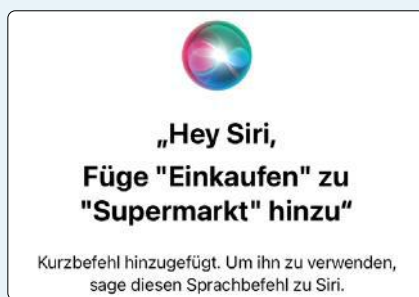 „Hey Siri,
Füge "Einkaufen" zu
"Supermarkt" hinzu“
Kurzbefehl hinzugefügt. Um ihn zu verwenden,
sage diesen Sprachbefehl zu Siri.